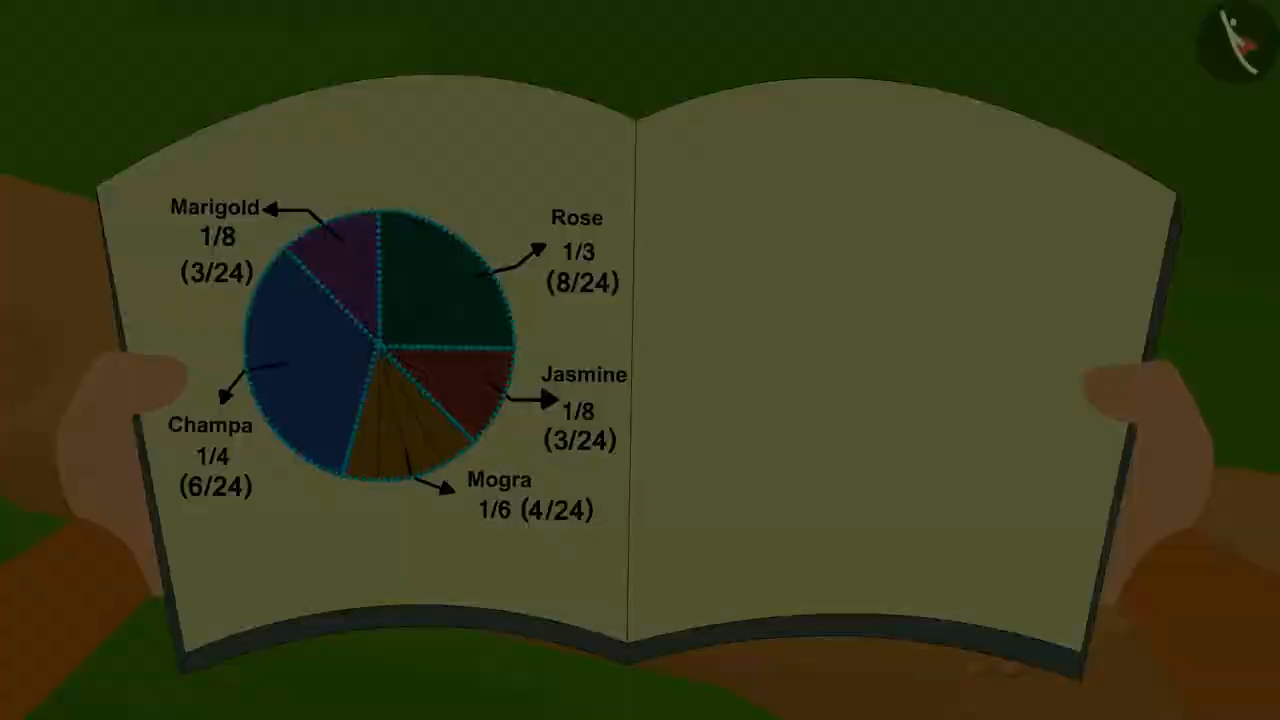 Marigold
1/8
(3/24)
Rose
1/3
(8/24)
Jasmine
1/8
(3/24)
Champa
1/4
(6/24)
Mogra
1/6 (4/24)